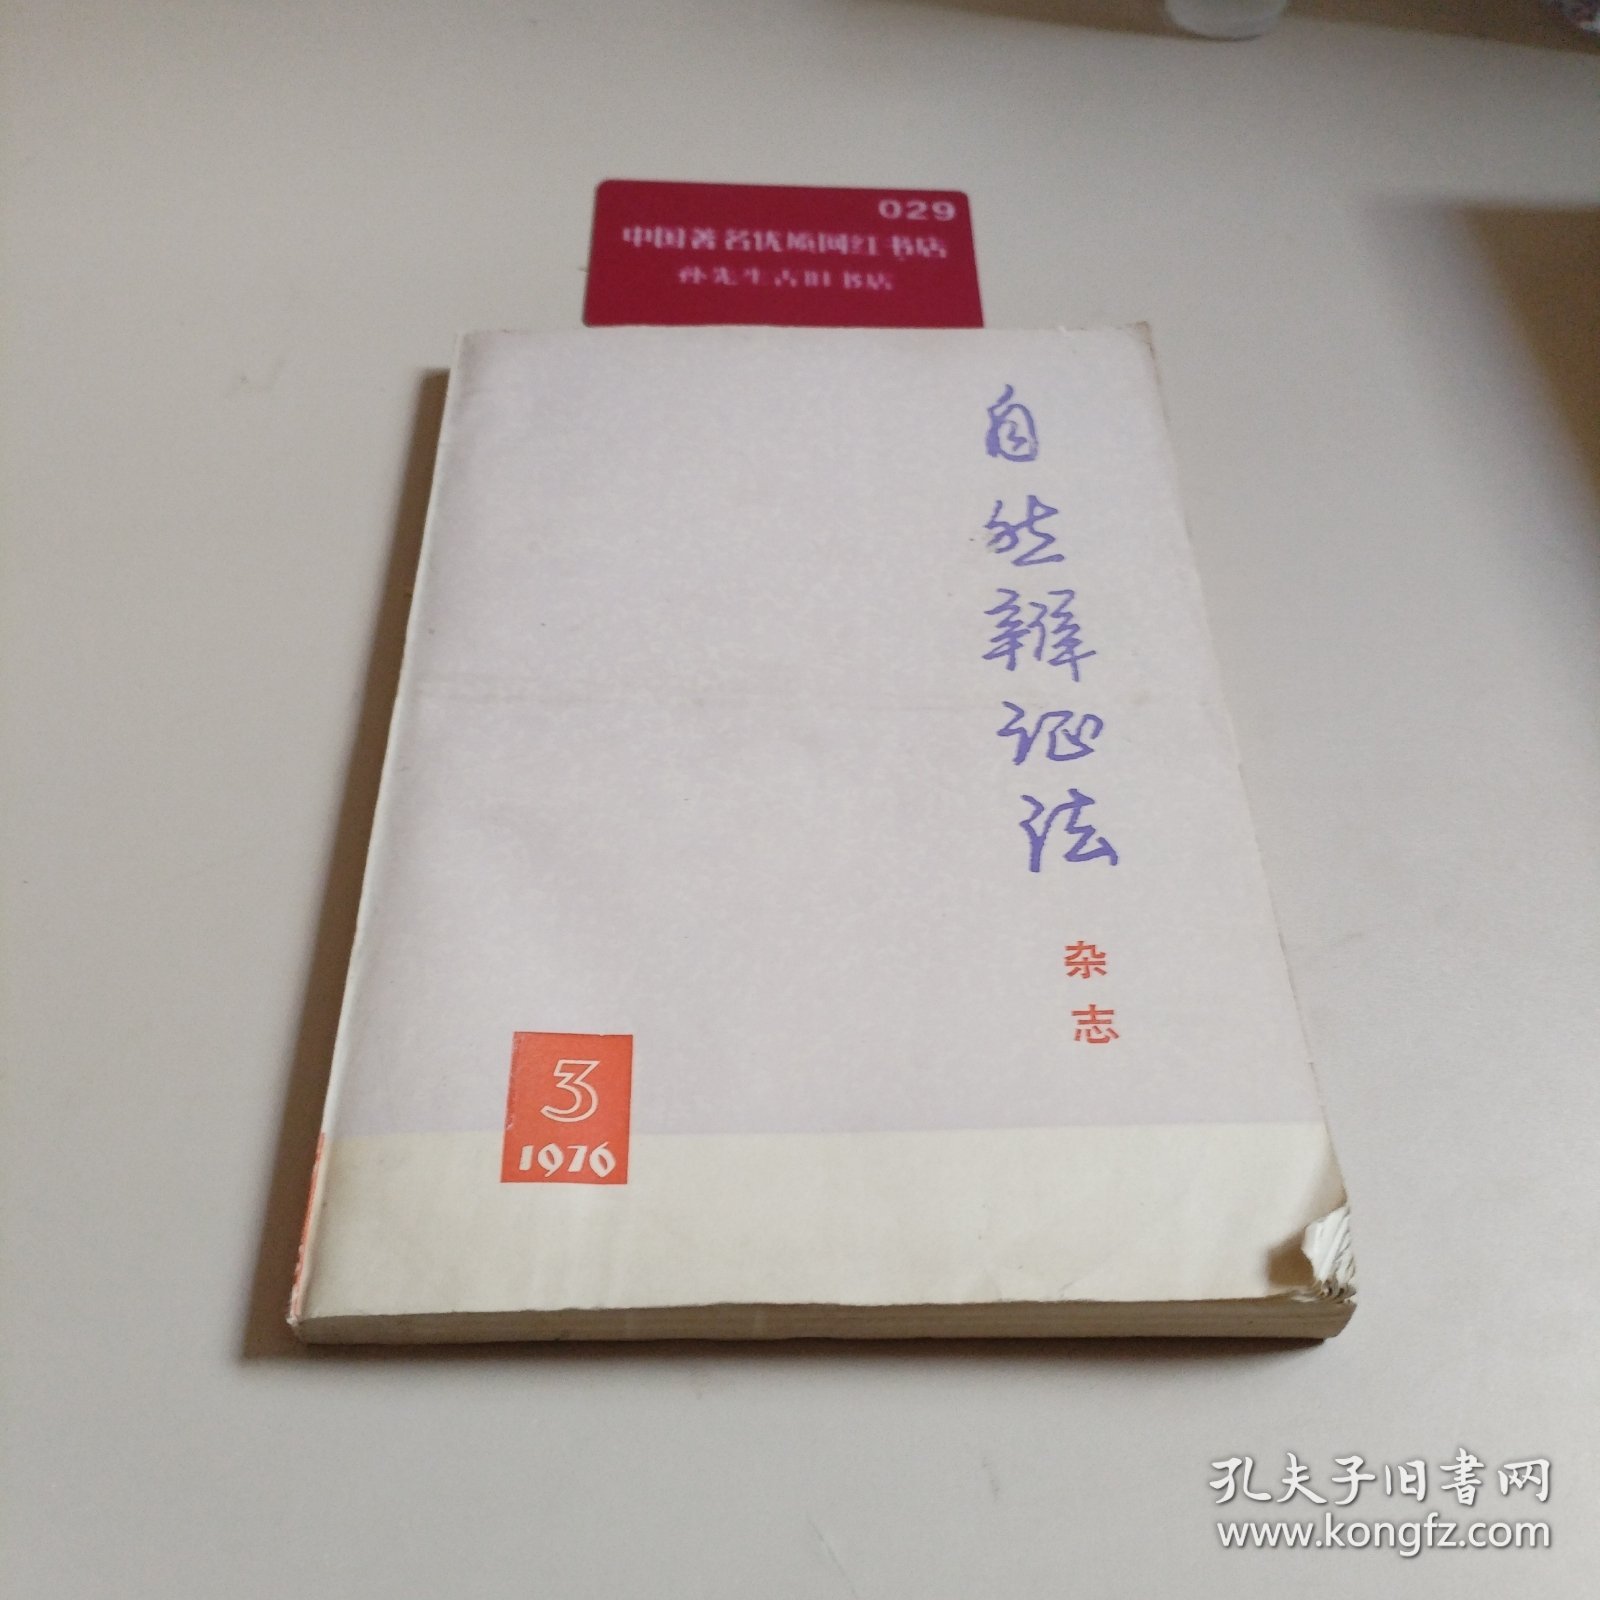 029
中国著名优质网红书店
孙先生古旧书店
自然辩证法
杂志
3
1976
孔夫子旧书网
www.kongfz.com